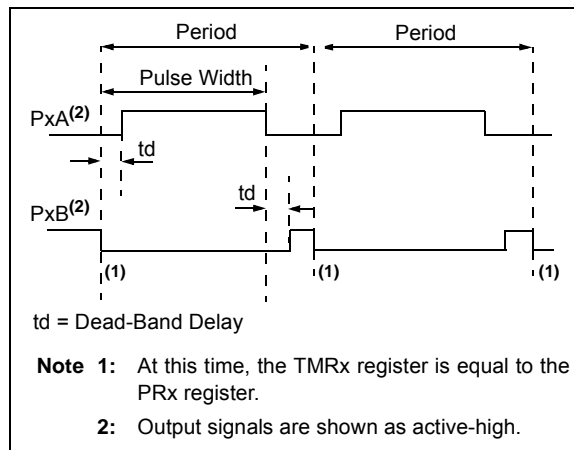 Period Period
Pulse Width
PxA(2)
td
td
PxB(2)
(1) (1) (1)
td = Dead-Band Delay
Note 1: At this time, the TMRx register is equal to the
PRx register.
2: Output signals are shown as active-high.